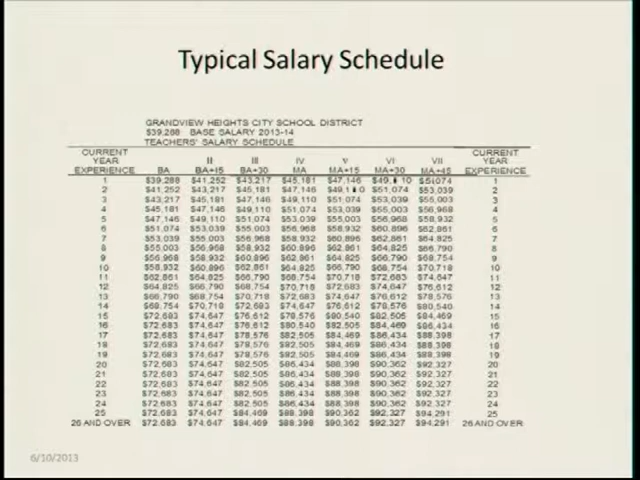 Typical Salary Schedule
GRANDVIEW HEIGHTS CITY SCHOOL DISTRICT
$39,288 BASE SALARY 2013-14
TEACHERS' SALARY SCHEDULE
CURRENT CURRENT
YEAR II III IV V VI VII YEAR
EXPERIENCE BA BA+15 BA+30 MA MA+15 MA+30 MA+45 EXPERIENCE
1 $39,288 $41,252 $43,217 $45,181 $47,146 $51,074 1
2 $41,252 $43,217 $45,181 $47,146 $51,074 $53,039 2
3 $43,217 $45,181 $47,146 $49,110 $51,074 $53,039 $55,003 3
4 $45,181 $47,146 $49,110 $51,074 $53,039 $55,003 $56,968 4
5 $47,146 $49,110 $51,074 $53,039 $55,003 $56,968 $58,932 5
6 $51,074 $53,039 $55,003 $56,968 $58,932 $60,896 $62,861 6
7 $53,039 $55,003 $56,968 $58,932 $60,896 $62,861 $64,825 7
8 $55,003 $56,968 $58,932 $60,896 $62,861 $64,825 $66,790 8
9 $56,968 $58,932 $60,896 $62,861 $64,825 $66,790 $68,754 9
10 $58,932 $60,896 $62,861 $64,825 $66,790 $68,754 $70,718 10
11 $62,861 $64,825 $66,790 $68,754 $70,718 $72,683 $74,647 11
12 $64,825 $66,790 $68,754 $70,718 $72,683 $74,647 $76,612 12
13 $66,790 $68,754 $70,718 $72,683 $74,647 $76,612 $78,576 13
14 $68,754 $70,718 $72,683 $74,647 $76,612 $78,576 $80,540 14
15 $72,683 $74,647 $76,612 $78,576 $80,540 $82,505 $84,469 15
16 $72,683 $74,647 $76,612 $80,540 $82,505 $84,469 $86,434 16
17 $72,683 $74,647 $78,576 $82,505 $84,469 $86,434 $88,398 17
18 $72,683 $74,647 $78,576 $82,505 $84,469 $86,434 $88,398 18
19 $72,683 $74,647 $78,576 $82,505 $84,469 $86,434 $88,398 19
20 $72,683 $74,647 $82,505 $86,434 $88,398 $90,362 $92,327 20
21 $72,683 $74,647 $82,505 $86,434 $88,398 $90,362 $92,327 21
22 $72,683 $74,647 $82,505 $86,434 $88,398 $90,362 $92,327 22
23 $72,683 $74,647 $82,505 $86,434 $88,398 $90,362 $92,327 23
24 $72,683 $74,647 $82,505 $86,434 $88,398 $90,362 $92,327 24
25 $72,683 $74,647 $84,469 $88,398 $90,362 $92,327 $94,291 25
26 AND OVER $72,683 $74,647 $84,469 $88,398 $90,362 $92,327 $94,291 26 AND OVER
6/10/2013